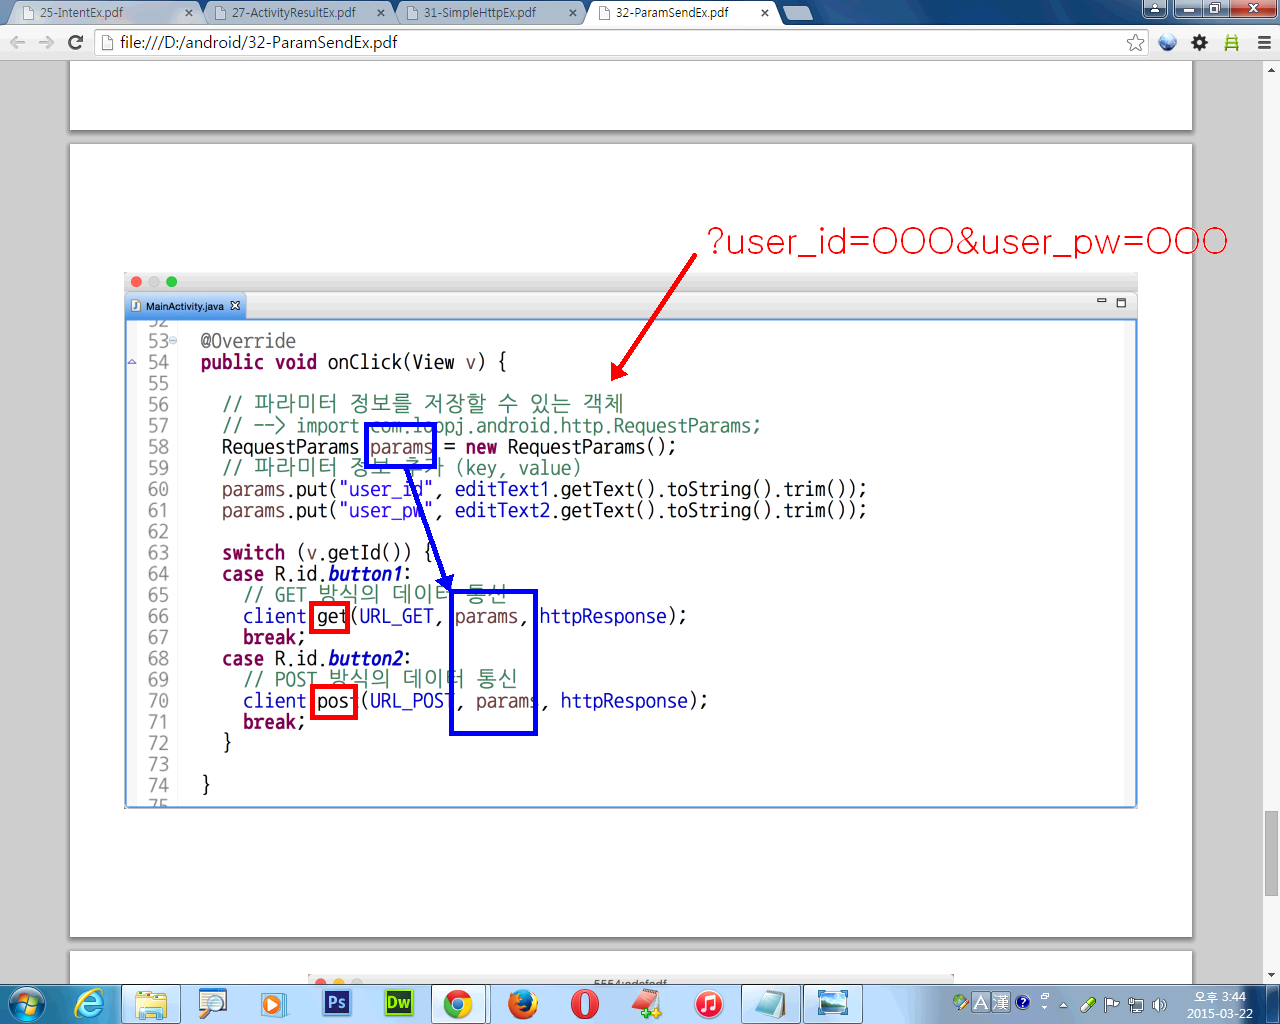 25-IntentEx.pdf
27-ActivityResultEx.pdf
31-SimpleHttpEx.pdf
32-ParamSendEx.pdf
file:///D:/android/32-ParamSendEx.pdf
?user_id=OOO&user_pw=OOO
MainActivity.java
52
53 @Override
54 public void onClick(View v) {
55
56 // 파라미터 정보를 저장할 수 있는 객체
57 // --> import com.loopj.android.http.RequestParams;
58 RequestParams params = new RequestParams();
59 // 파라미터 정보 추가 (key, value)
60 params.put("user_id", editText1.getText().toString().trim());
61 params.put("user_pw", editText2.getText().toString().trim());
62
63 switch (v.getId()) {
64 case R.id.button1:
65 // GET 방식의 데이터 통신
66 client.get(URL_GET, params, httpResponse);
67 break;
68 case R.id.button2:
69 // POST 방식의 데이터 통신
70 client.post(URL_POST, params, httpResponse);
71 break;
72 }
73
74 }
75
Ps
Dw
A 漢
오후 3:44
2015-03-22